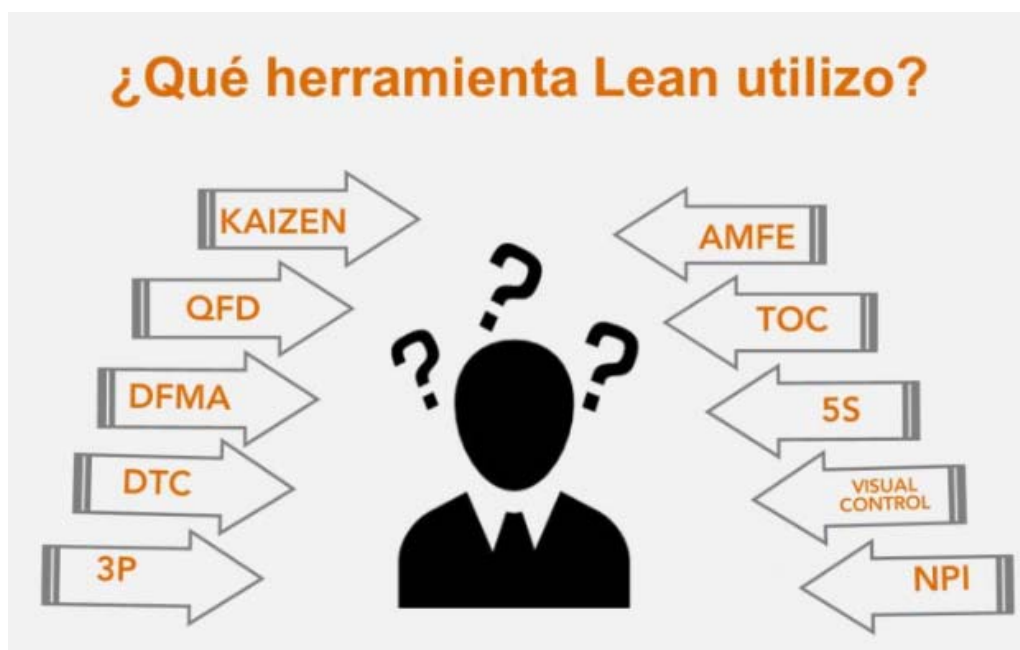 ¿Qué herramienta Lean utilizo?
KAIZEN
QFD
DFMA
DTC
3P
AMFE
TOC
5S
VISUAL
CONTROL
NPI